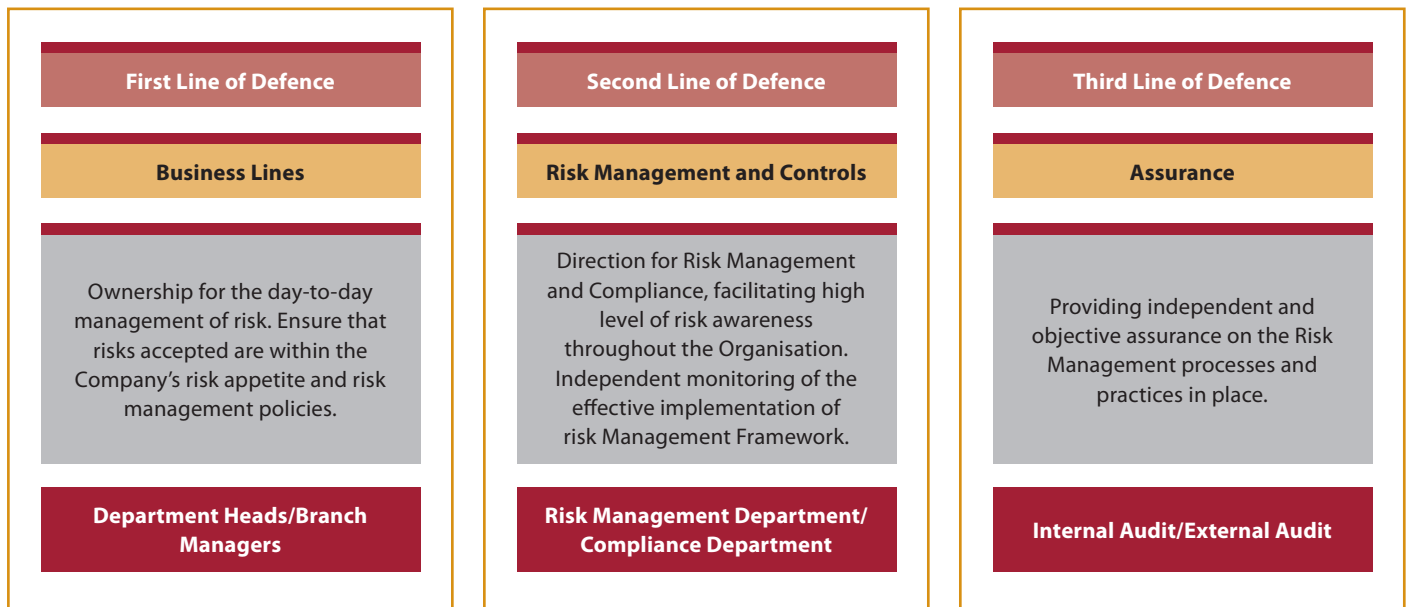 First Line of Defence
Business Lines
Ownership for the day-to-day
management of risk. Ensure that
risks accepted are within the
Company’s risk appetite and risk
management policies.
Department Heads/Branch
Managers
Second Line of Defence
Risk Management and Controls
Direction for Risk Management
and Compliance, facilitating high
level of risk awareness
throughout the Organisation.
Independent monitoring of the
effective implementation of
risk Management Framework.
Risk Management Department/
Compliance Department
Third Line of Defence
Assurance
Providing independent and
objective assurance on the Risk
Management processes and
practices in place.
Internal Audit/External Audit